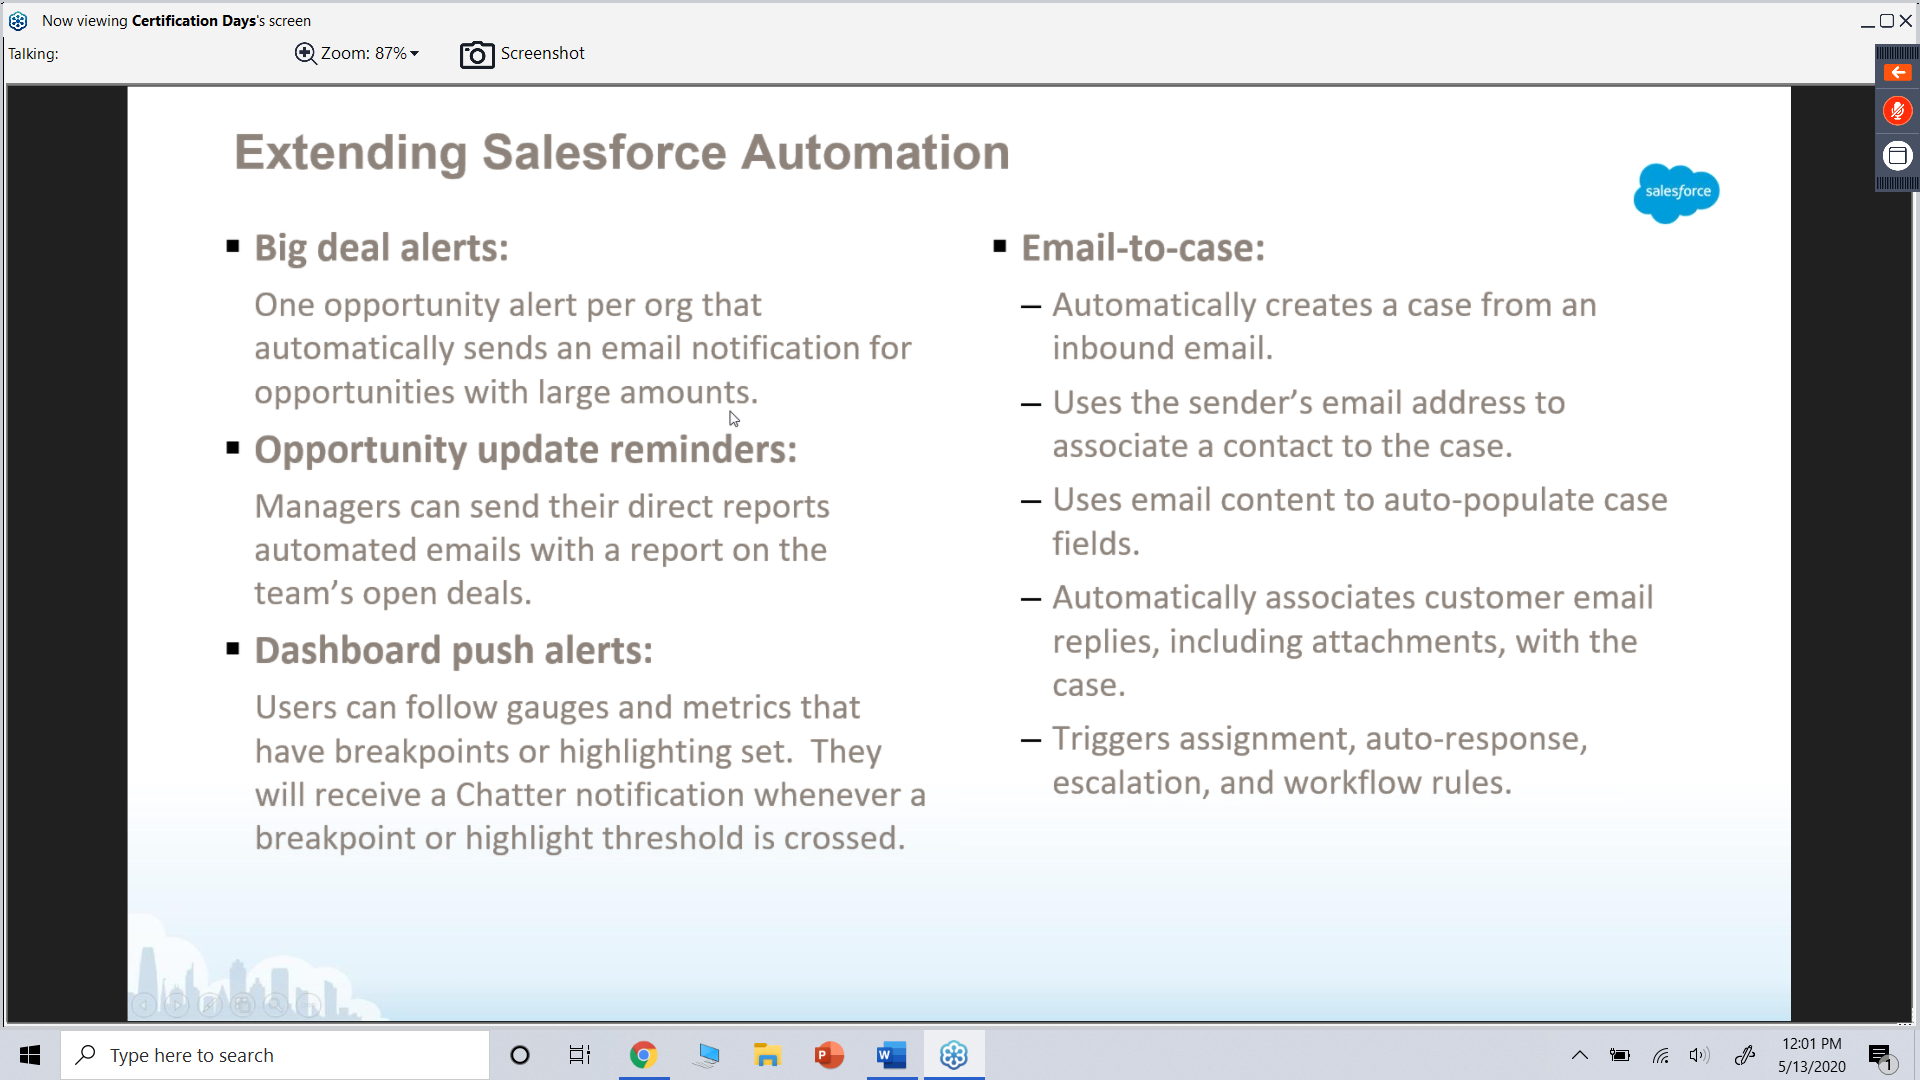 Now viewing Certification Days's screen
Talking:
Zoom: 87%
Screenshot
Extending Salesforce Automation
salesforce
Big deal alerts:
One opportunity alert per org that
automatically sends an email notification for
opportunities with large amounts.
Opportunity update reminders:
Managers can send their direct reports
automated emails with a report on the
team's open deals.
Dashboard push alerts:
Users can follow gauges and metrics that
have breakpoints or highlighting set.  They
will receive a Chatter notification whenever a
breakpoint or highlight threshold is crossed.
Email-to-case:
– Automatically creates a case from an
inbound email.
– Uses the sender's email address to
associate a contact to the case.
– Uses email content to auto-populate case
fields.
– Automatically associates customer email
replies, including attachments, with the
case.
– Triggers assignment, auto-response,
escalation, and workflow rules.
Type here to search
P
W
12:01 PM
5/13/2020
1